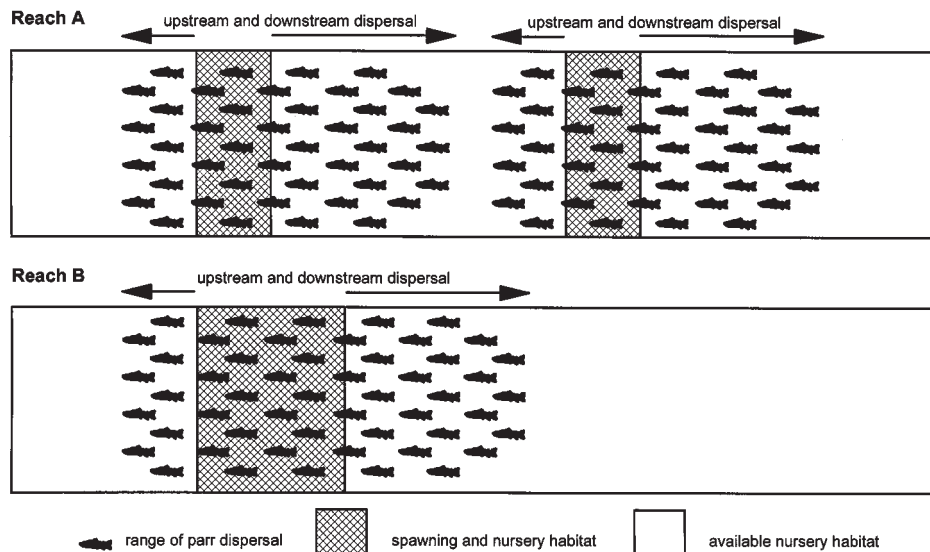 Reach A
upstream and downstream dispersal
upstream and downstream dispersal
Reach B
upstream and downstream dispersal
range of parr dispersal
spawning and nursery habitat
available nursery habitat